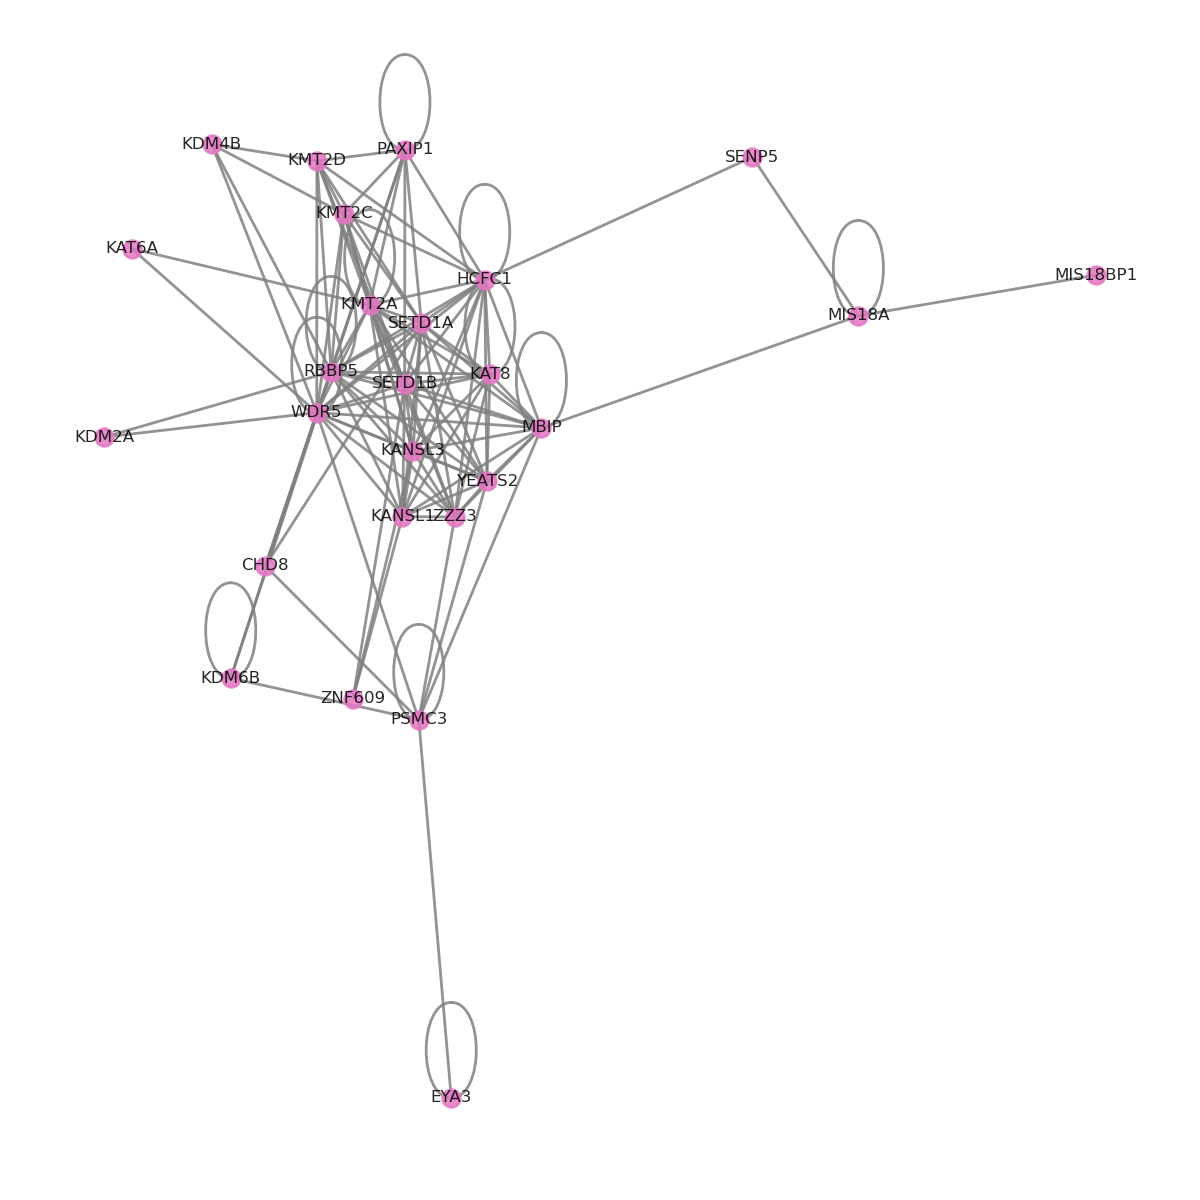 KDM4B
KMT2D
PAXIP1
SENP5
KMT2C
KAT6A
MIS18BP1
HCFC1
KMT2A
MIS18A
SETD1A
RBBP5
KAT8
SETD1B
WDR5
MBIP
KDM2A
KANSL3
YEATS2
KANSL1
ZZZ3
CHD8
KDM6B
ZNF609
PSMC3
EYA3